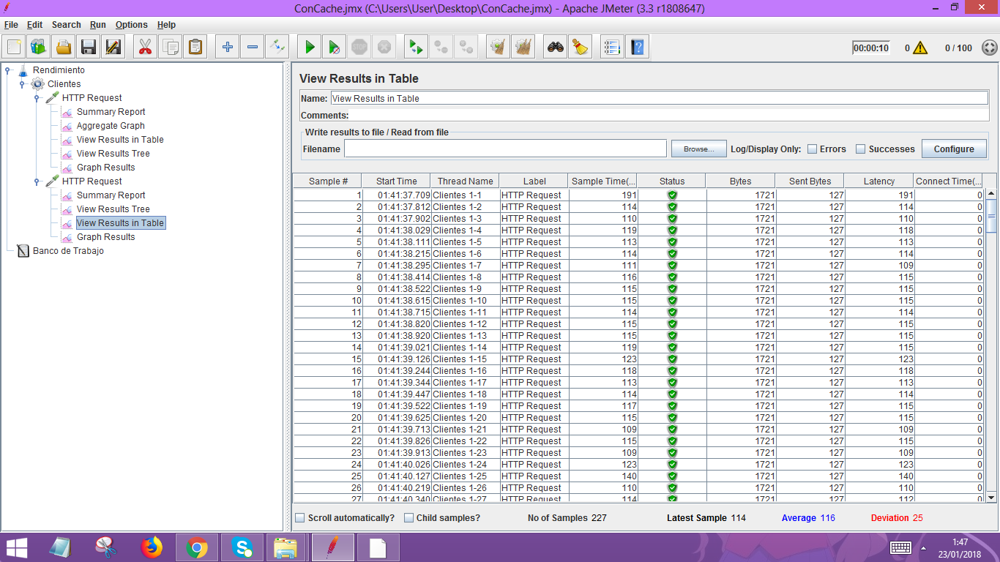 ConCache.jmx (C:\Users\User\Desktop\ConCache.jmx) - Apache JMeter (3.3 r1808647)
File Edit Search Run Options Help
00:00:10 0 0 / 100
Rendimiento
Clientes
HTTP Request
Summary Report
Aggregate Graph
View Results in Table
View Results Tree
Graph Results
HTTP Request
Summary Report
View Results Tree
View Results in Table
Graph Results
Banco de Trabajo
View Results in Table
Name: View Results in Table
Comments:
Write results to file / Read from file
Filename Browse... Log/Display Only: Errors Successes Configure
Sample # Start Time Thread Name Label Sample Time(... Status Bytes Sent Bytes Latency Connect Time(...
1 01:41:37.709 Clientes 1-1 HTTP Request 191 1721 127 191 0
2 01:41:37.812 Clientes 1-2 HTTP Request 114 1721 127 114 0
3 01:41:37.902 Clientes 1-3 HTTP Request 110 1721 127 110 0
4 01:41:38.029 Clientes 1-4 HTTP Request 119 1721 127 118 0
5 01:41:38.111 Clientes 1-5 HTTP Request 113 1721 127 113 0
6 01:41:38.215 Clientes 1-6 HTTP Request 114 1721 127 114 0
7 01:41:38.295 Clientes 1-7 HTTP Request 111 1721 127 109 0
8 01:41:38.414 Clientes 1-8 HTTP Request 116 1721 127 115 0
9 01:41:38.522 Clientes 1-9 HTTP Request 115 1721 127 115 0
10 01:41:38.615 Clientes 1-10 HTTP Request 115 1721 127 115 0
11 01:41:38.715 Clientes 1-11 HTTP Request 114 1721 127 114 0
12 01:41:38.820 Clientes 1-12 HTTP Request 115 1721 127 115 0
13 01:41:38.920 Clientes 1-13 HTTP Request 115 1721 127 115 0
14 01:41:39.021 Clientes 1-14 HTTP Request 119 1721 127 115 0
15 01:41:39.126 Clientes 1-15 HTTP Request 123 1721 127 123 0
16 01:41:39.244 Clientes 1-16 HTTP Request 118 1721 127 118 0
17 01:41:39.344 Clientes 1-17 HTTP Request 113 1721 127 113 0
18 01:41:39.447 Clientes 1-18 HTTP Request 114 1721 127 114 0
19 01:41:39.522 Clientes 1-19 HTTP Request 117 1721 127 115 0
20 01:41:39.625 Clientes 1-20 HTTP Request 115 1721 127 115 0
21 01:41:39.713 Clientes 1-21 HTTP Request 109 1721 127 109 0
22 01:41:39.826 Clientes 1-22 HTTP Request 115 1721 127 115 0
23 01:41:39.913 Clientes 1-23 HTTP Request 109 1721 127 109 0
24 01:41:40.026 Clientes 1-24 HTTP Request 123 1721 127 123 0
25 01:41:40.127 Clientes 1-25 HTTP Request 140 1721 127 140 0
26 01:41:40.219 Clientes 1-26 HTTP Request 110 1721 127 110 0
27 01:41:40.340 Clientes 1-27 HTTP Request 114 1721 127 112 0
Scroll automatically? Child samples? No of Samples 227 Latest Sample 114 Average 116 Deviation 25
1:47
23/01/2018